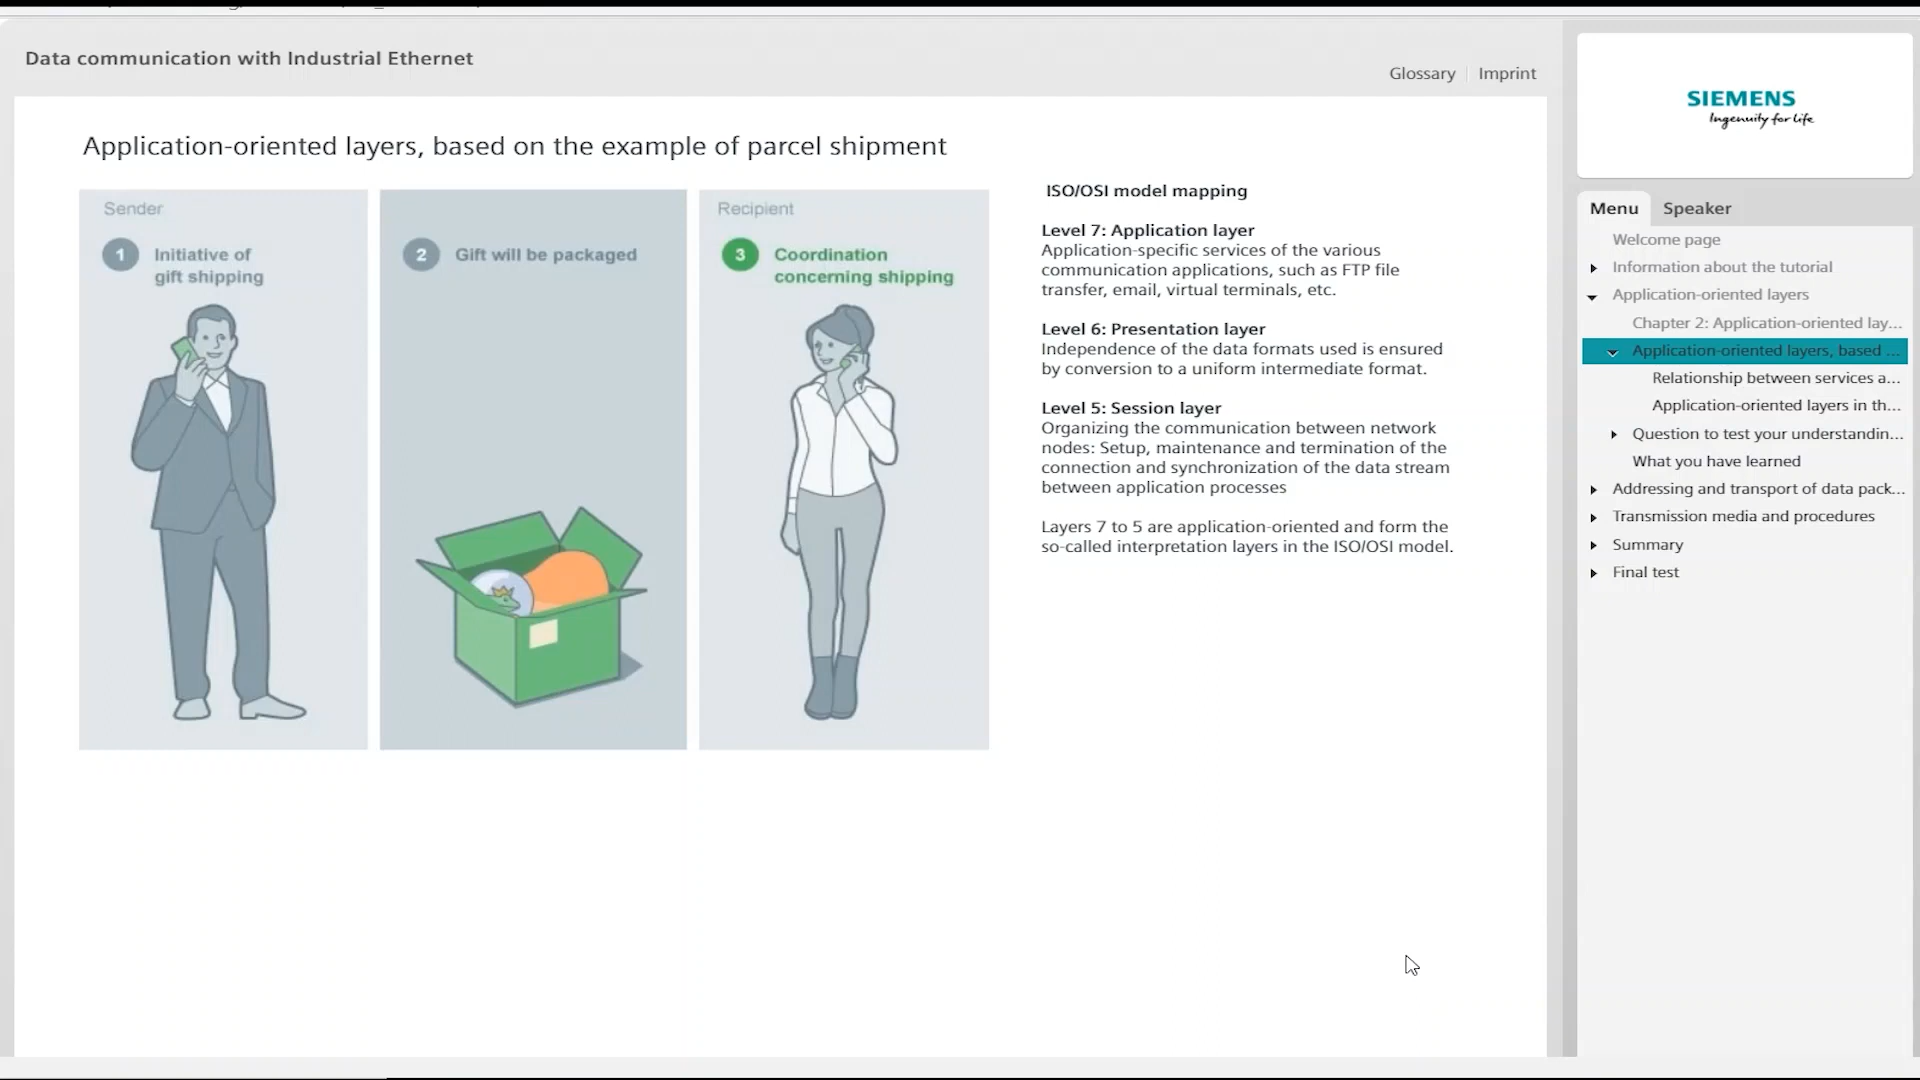 Data communication with Industrial Ethernet
Glossary
Imprint
Application-oriented layers, based on the example of parcel shipment
Sender
1 Initiative of
gift shipping
2 Gift will be packaged
Recipient
3 Coordination
concerning shipping
ISO/OSI model mapping
Level 7: Application layer
Application-specific services of the various
communication applications, such as FTP file
transfer, email, virtual terminals, etc.
Level 6: Presentation layer
Independence of the data formats used is ensured
by conversion to a uniform intermediate format.
Level 5: Session layer
Organizing the communication between network
nodes: Setup, maintenance and termination of the
connection and synchronization of the data stream
between application processes
Layers 7 to 5 are application-oriented and form the
so-called interpretation layers in the ISO/OSI model.
SIEMENS
Ingenuity for life
Menu
Speaker
Welcome page
Information about the tutorial
Application-oriented layers
Chapter 2: Application-oriented lay...
Application-oriented layers, based ...
Relationship between services a...
Application-oriented layers in th...
Question to test your understandin...
What you have learned
Addressing and transport of data pack...
Transmission media and procedures
Summary
Final test